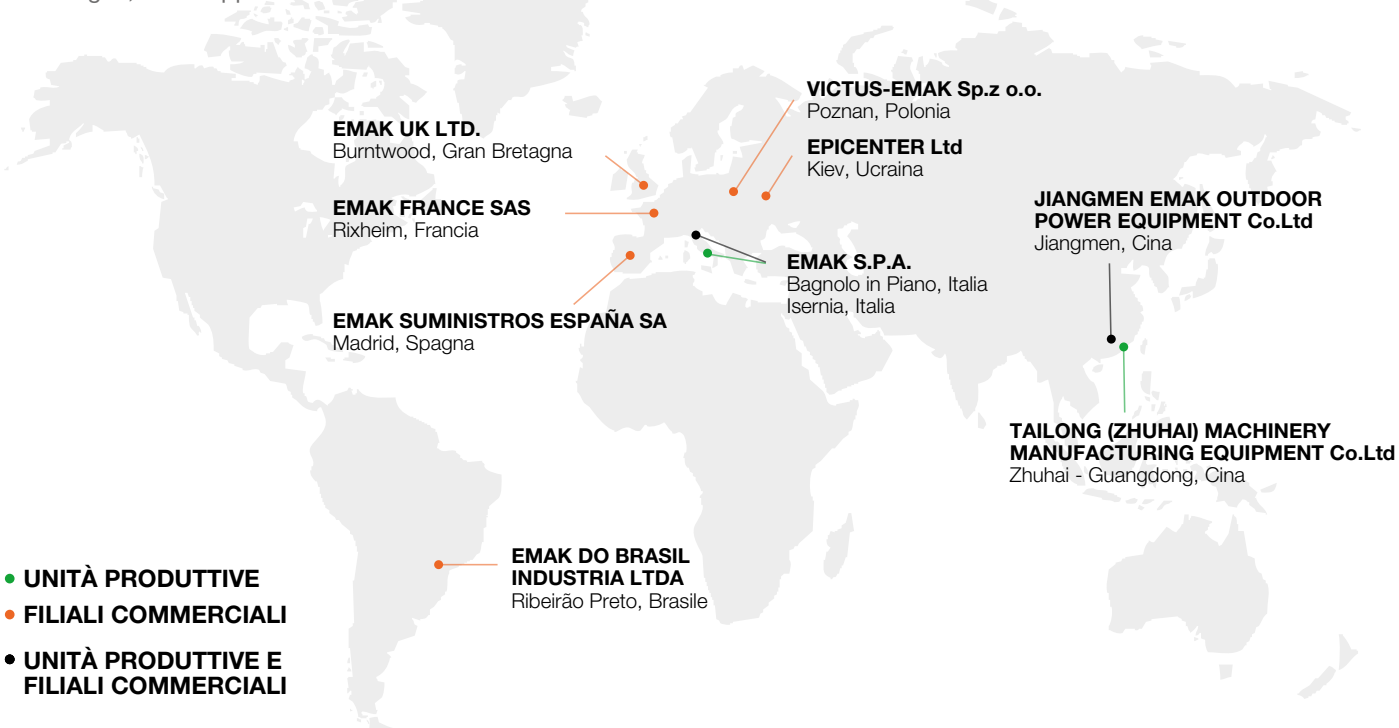 VICTUS-EMAK Sp.z o.o.
Poznan, Polonia
EMAK UK LTD.
Burntwood, Gran Bretagna
EPICENTER Ltd
Kiev, Ucraina
EMAK FRANCE SAS
Rixheim, Francia
JIANGMEN EMAK OUTDOOR
POWER EQUIPMENT Co.Ltd
Jiangmen, Cina
EMAK S.P.A.
Bagnolo in Piano, Italia
Isernia, Italia
EMAK SUMINISTROS ESPAÑA SA
Madrid, Spagna
TAILONG (ZHUHAI) MACHINERY
MANUFACTURING EQUIPMENT Co.Ltd
Zhuhai - Guangdong, Cina
EMAK DO BRASIL
INDUSTRIA LTDA
Ribeirão Preto, Brasile
UNITÀ PRODUTTIVE
FILIALI COMMERCIALI
UNITÀ PRODUTTIVE E
FILIALI COMMERCIALI